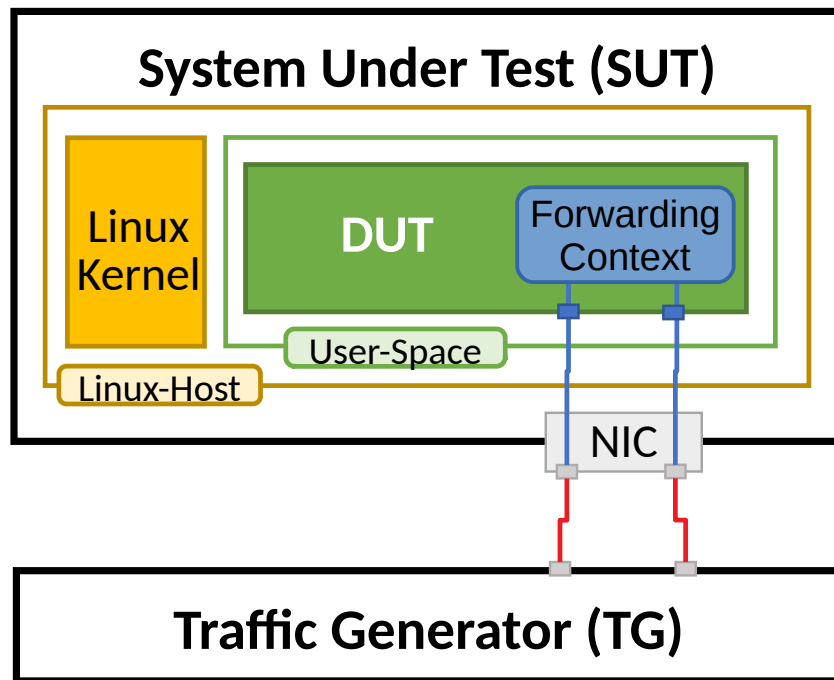 System Under Test (SUT)
Linux
Kernel
DUT
Forwarding
Context
User-Space
Linux-Host
NIC
Traffic Generator (TG)